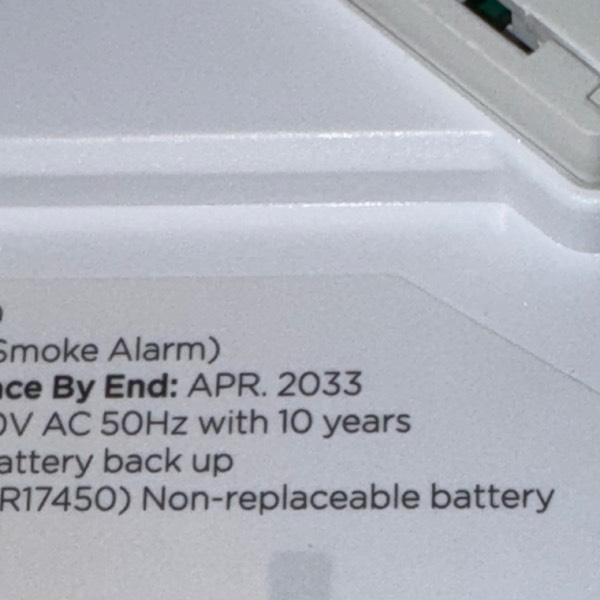 )
Smoke Alarm)
ce By End: APR. 2033
0V AC 50Hz with 10 years
attery back up
R17450) Non-replaceable battery